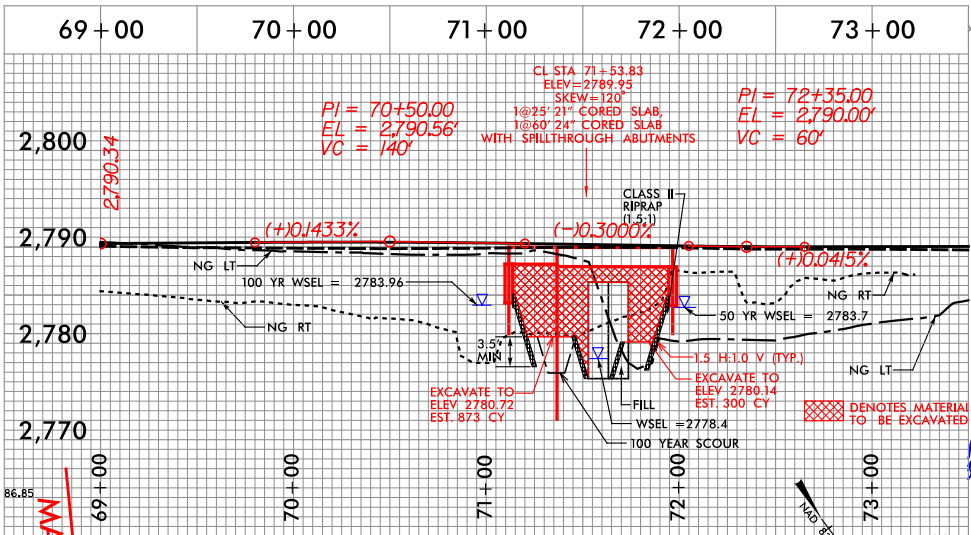 69+00 70+00 71+00 72+00 73+00
CL STA 71+53.83
ELEV=2789.95
SKEW=120°
1@25' 21" CORED SLAB,
1@60' 24" CORED SLAB
WITH SPILLTHROUGH ABUTMENTS
PI = 70+50.00
EL = 2,790.56'
VC = 140'
PI = 72+35.00
EL = 2,790.00'
VC = 60'
2,800
2,790.34
CLASS II
RIPRAP
(1.5:1)
2,790
(+)0.1433%
(-)0.3000%
(+)0.0415%
NG LT
100 YR WSEL = 2783.96
NG RT
50 YR WSEL = 2783.7
NG RT
2,780
3.5'
MIN
1.5 H:1.0 V (TYP.)
NG LT
EXCAVATE TO
ELEV 2780.72
EST. 873 CY
EXCAVATE TO
ELEV 2780.14
EST. 300 CY
FILL
WSEL =2778.4
100 YEAR SCOUR
DENOTES MATERIAL
TO BE EXCAVATED
2,770
69+00 70+00 71+00 72+00 73+00
86.85
NAD